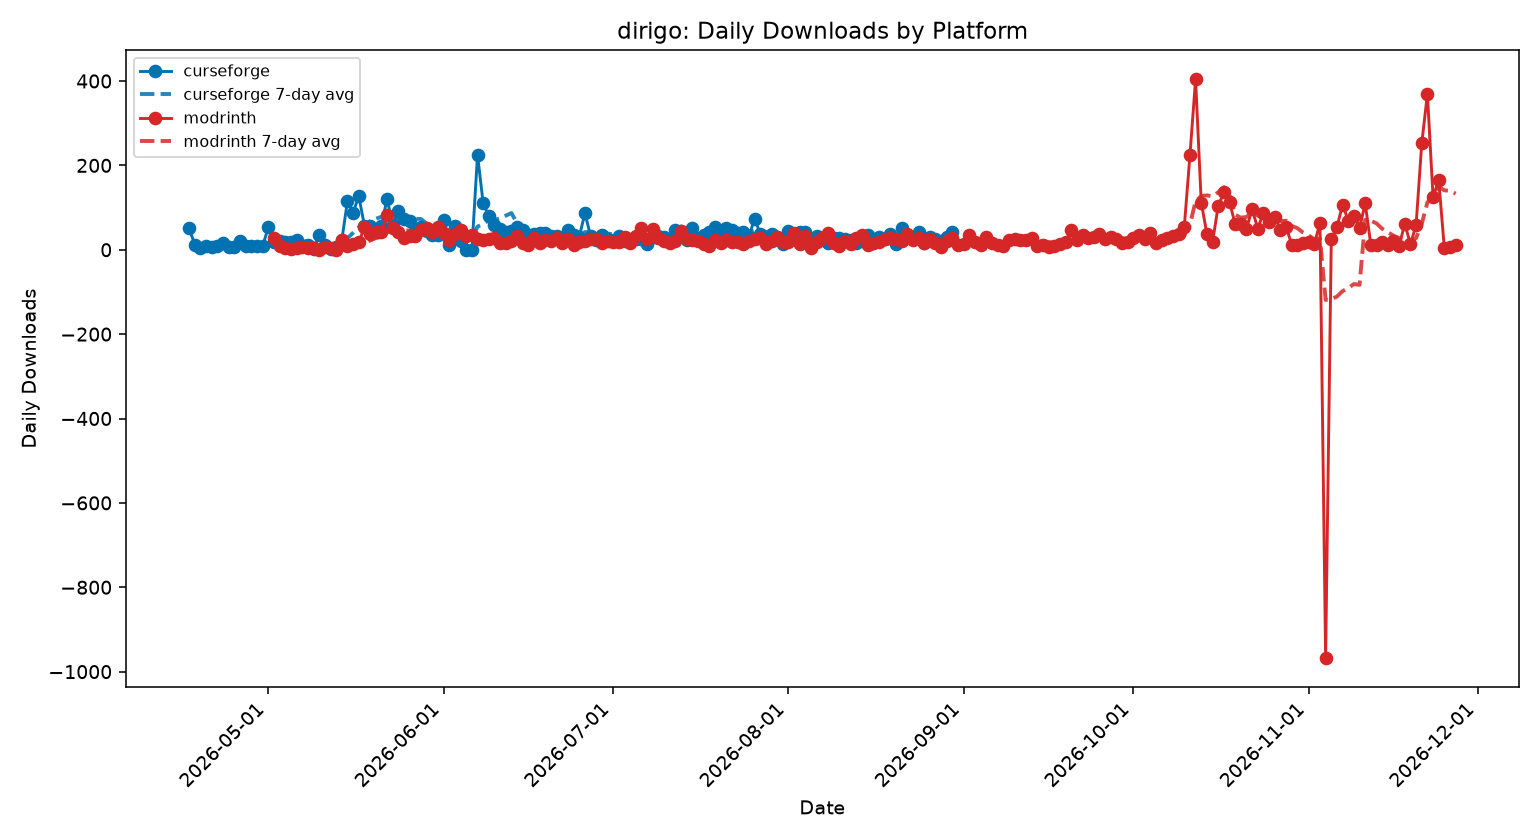 dirigo: Daily Downloads by Platform
curseforge
curseforge 7-day avg
modrinth
modrinth 7-day avg
400
200
0
−200
−400
−600
−800
−1000
Daily Downloads
2026-05-01
2026-06-01
2026-07-01
2026-08-01
2026-09-01
2026-10-01
2026-11-01
2026-12-01
Date